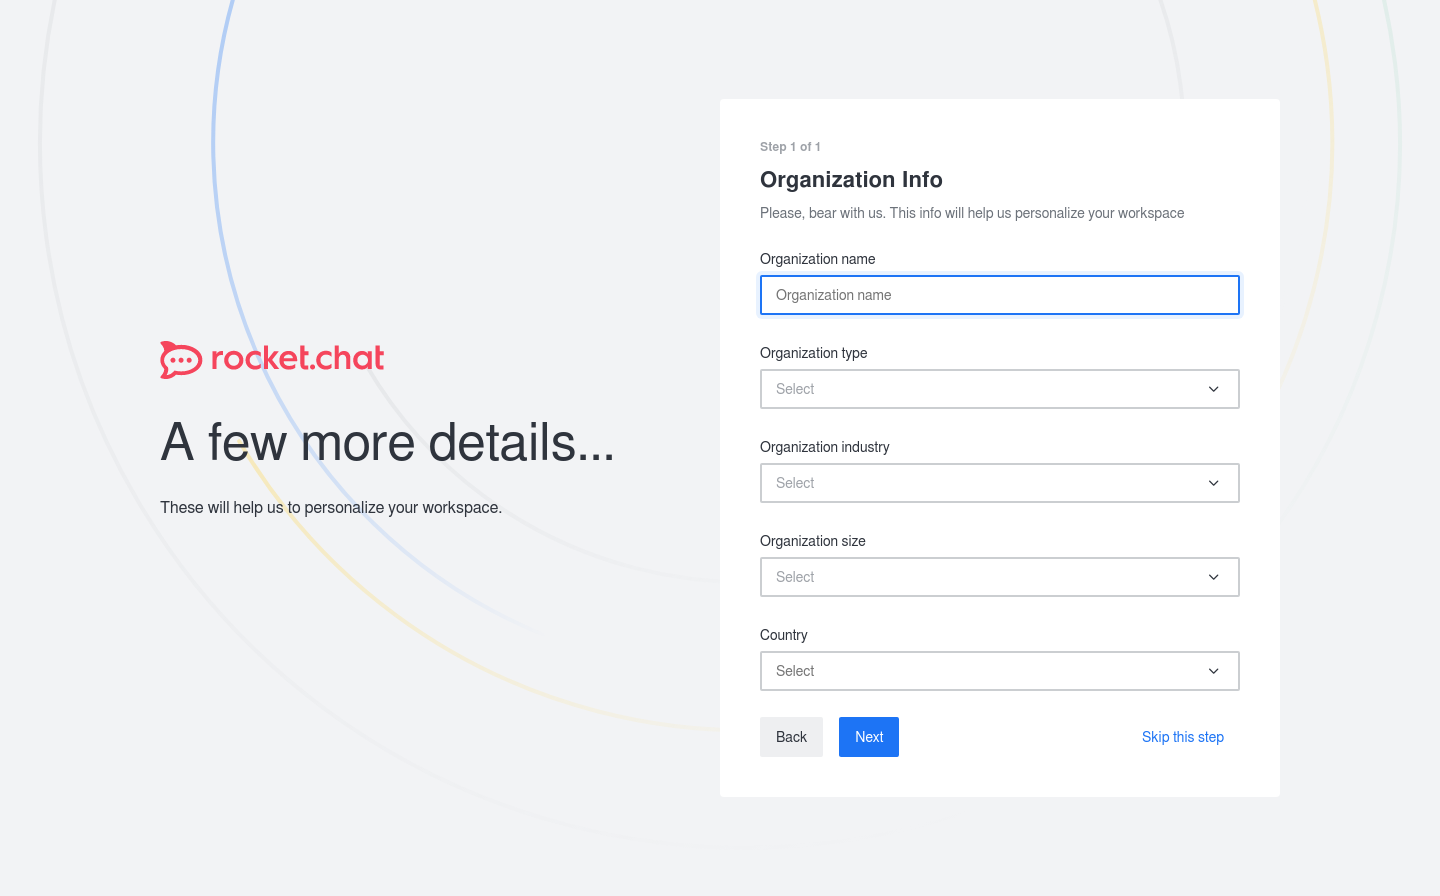 rocket.chat
A few more details...
These will help us to personalize your workspace.
Step 1 of 1
Organization Info
Please, bear with us. This info will help us personalize your workspace
Organization name
Organization name
Organization type
Select
Organization industry
Select
Organization size
Select
Country
Select
Back Next Skip this step